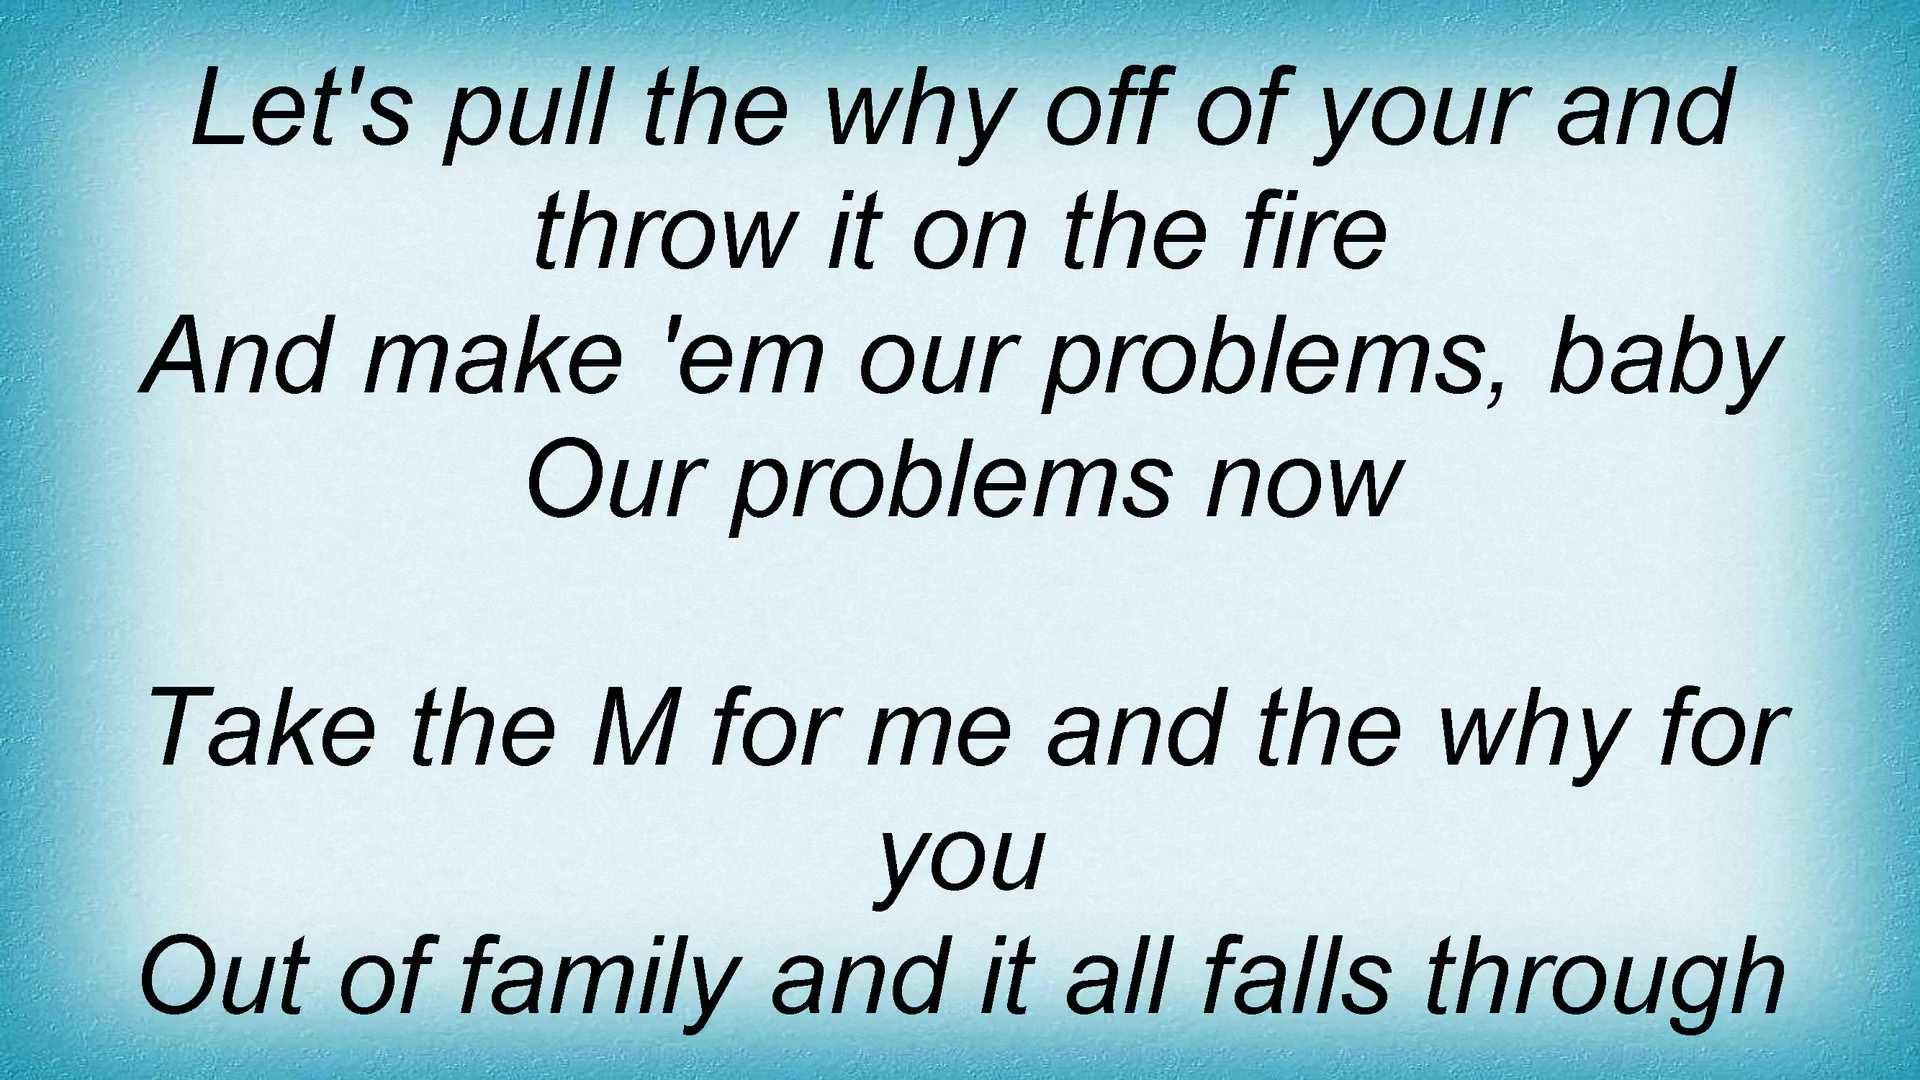 Let's pull the why off of your and
throw it on the fire
And make 'em our problems, baby
Our problems now
Take the M for me and the why for
you
Out of family and it all falls through